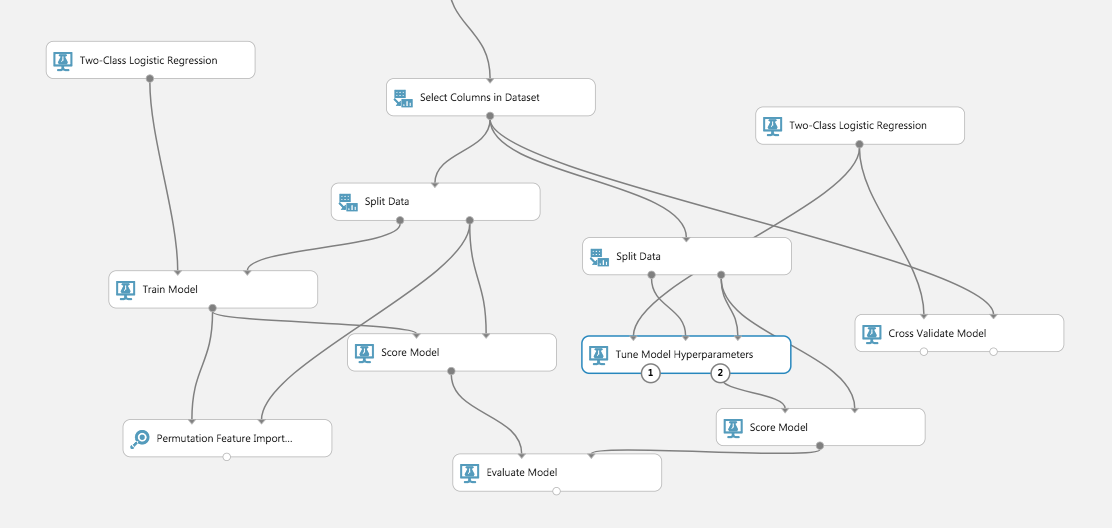 Two-Class Logistic Regression
Select Columns in Dataset
Two-Class Logistic Regression
Split Data
Split Data
Train Model
Cross Validate Model
Score Model
Tune Model Hyperparameters
1
2
Score Model
Permutation Feature Import...
Evaluate Model